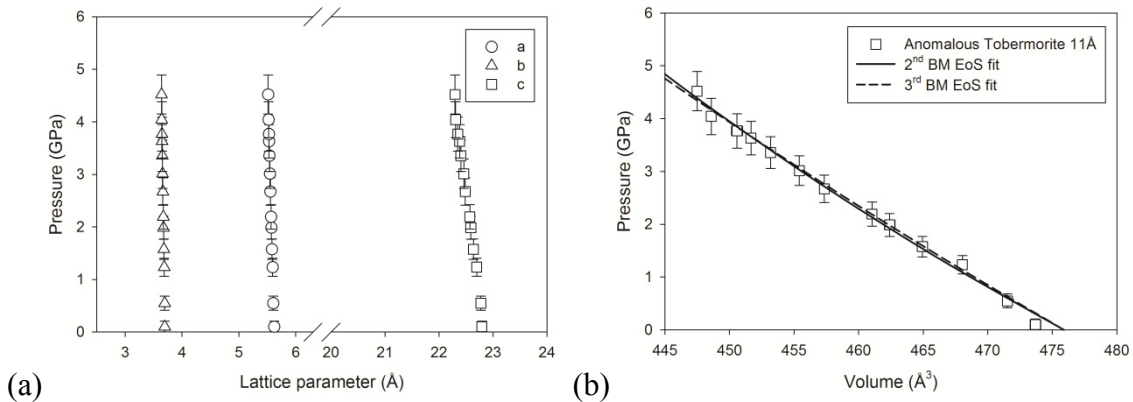 6
5
4
3
2
1
0
Pressure (GPa)
a
b
c
3 4 5 6 20 21 22 23 24
Lattice parameter (Å)
(a)
6
5
4
3
2
1
0
Pressure (GPa)
Anomalous Tobermorite 11Å
2nd BM EoS fit
3rd BM EoS fit
445 450 455 460 465 470 475 480
Volume (Å3)
(b)